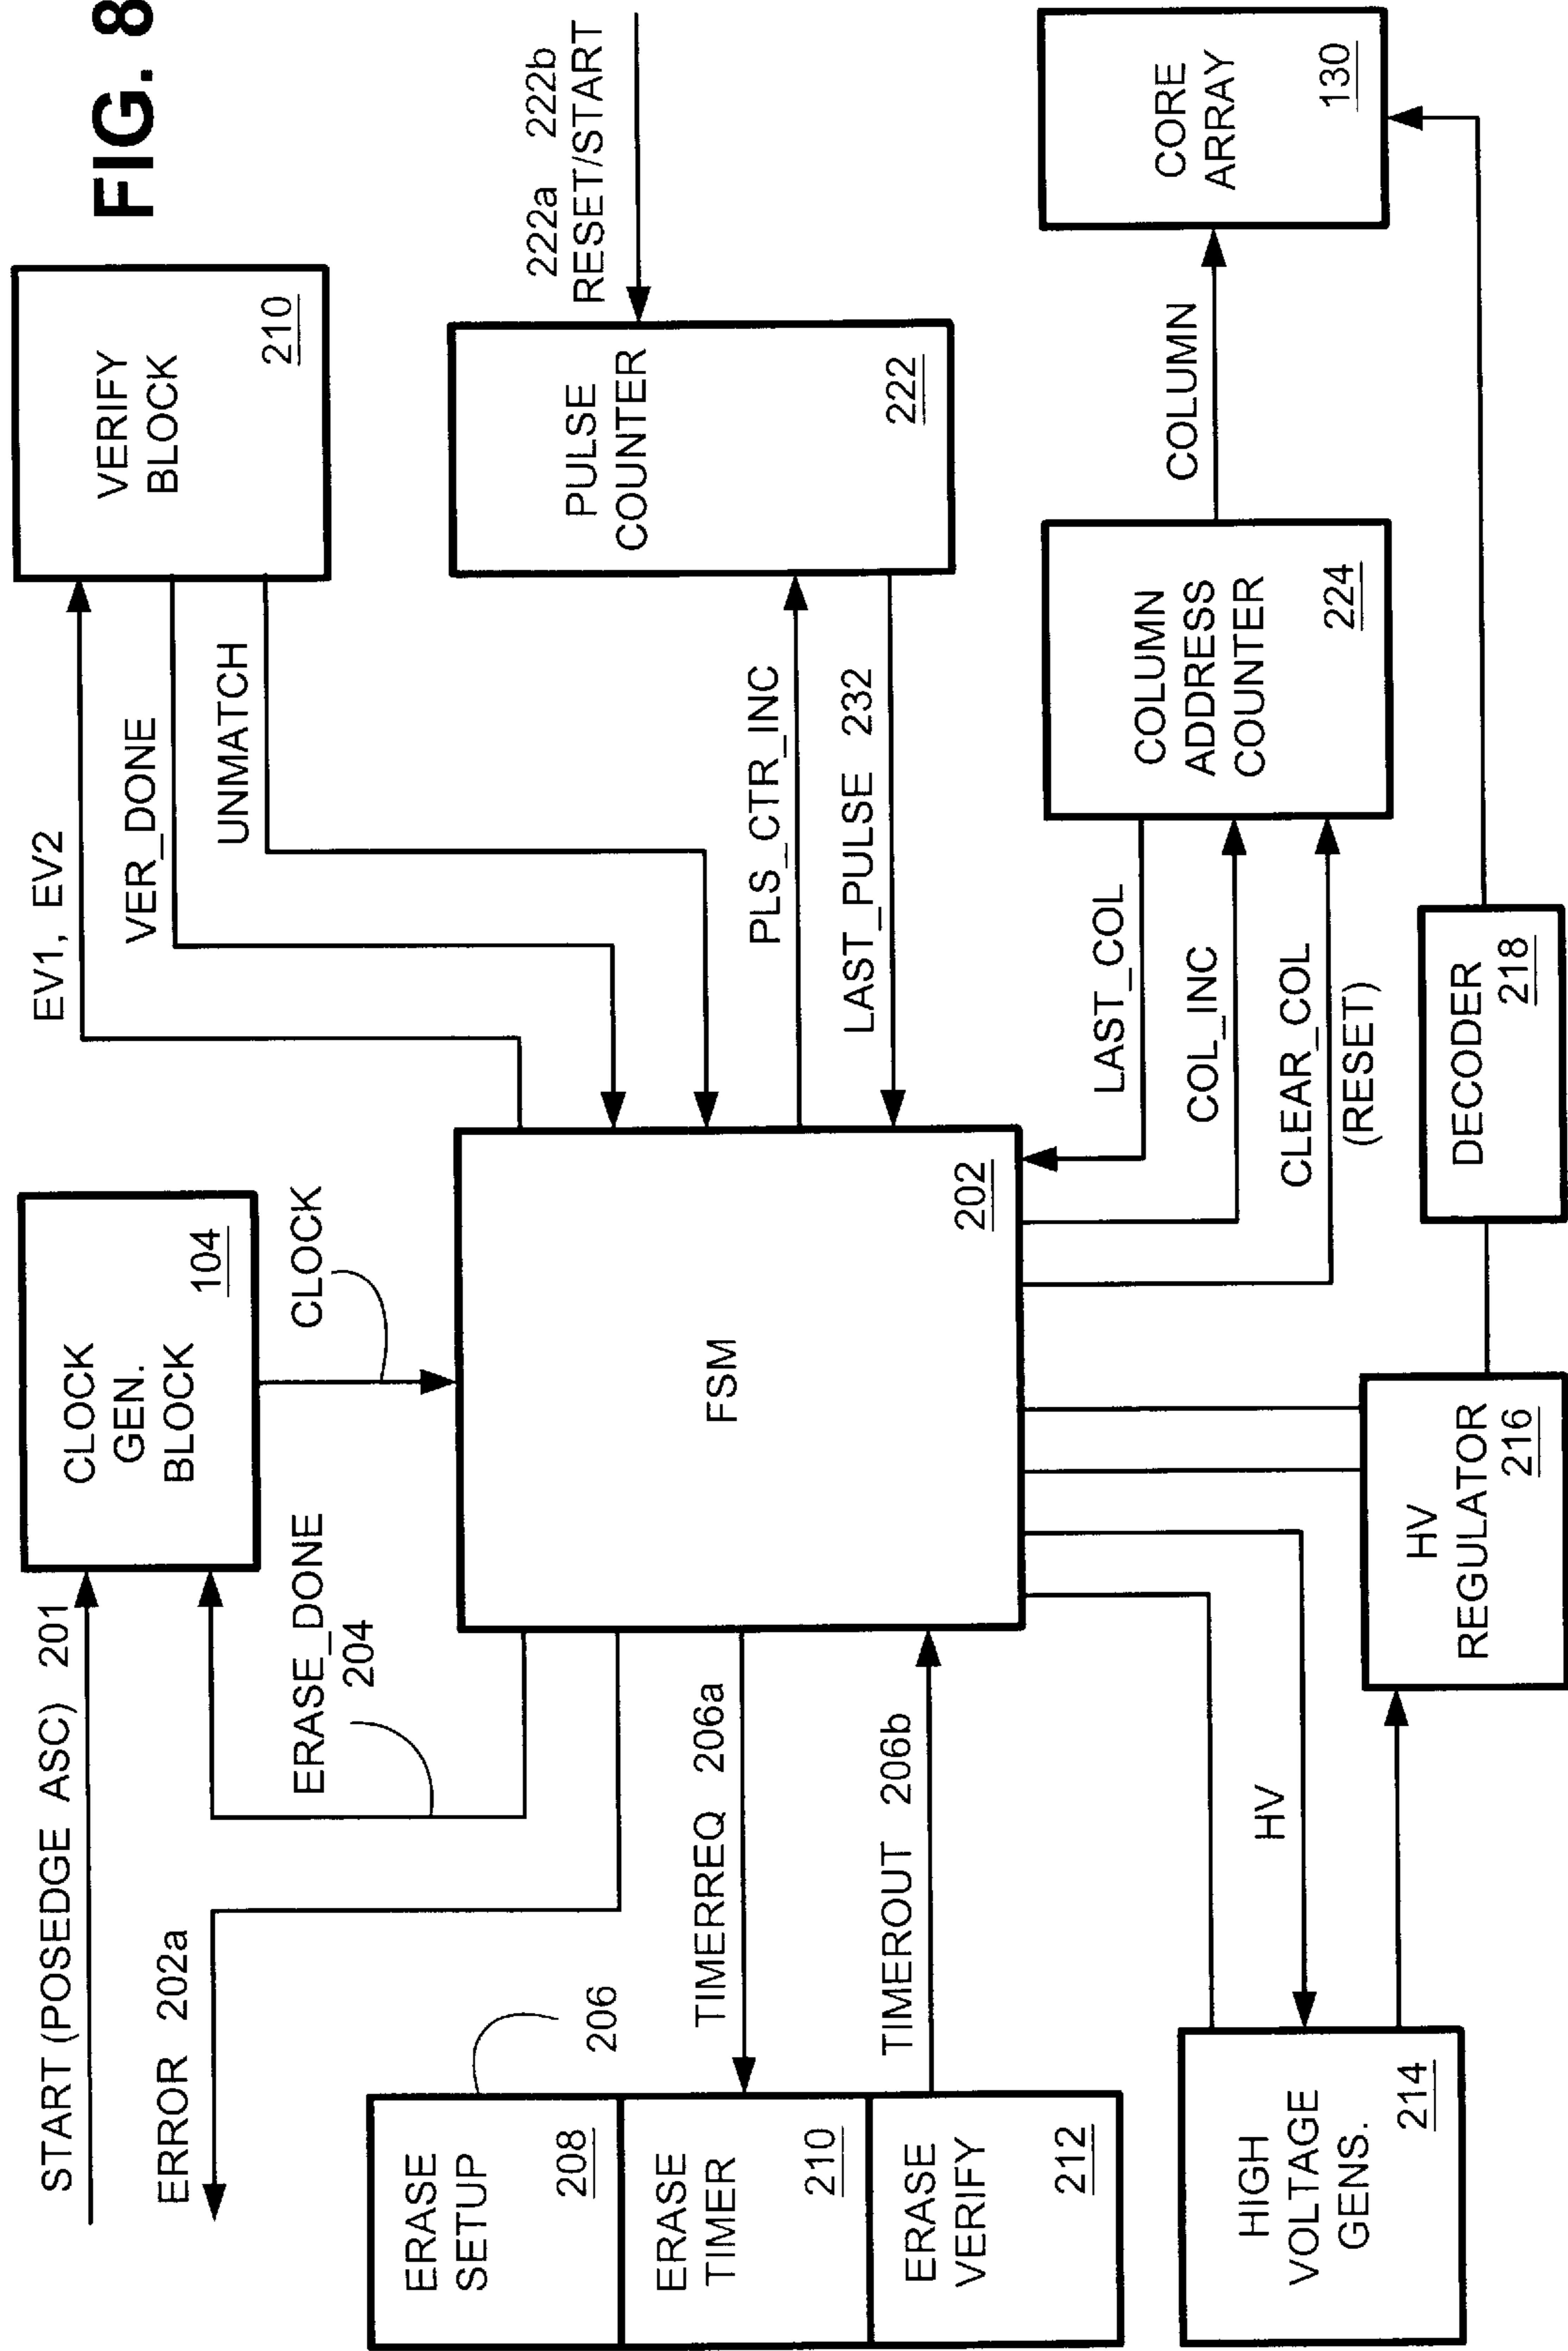 FIG. 8
START (POSEDGE ASC) 201
ERROR 202a
ERASE_DONE
204
CLOCK
GEN.
BLOCK
104
CLOCK
EV1, EV2
VER_DONE
UNMATCH
VERIFY
BLOCK
210
206
ERASE
SETUP
208
ERASE
TIMER
210
ERASE
VERIFY
212
TIMERREQ 206a
TIMEROUT 206b
FSM
202
PLS_CTR_INC
LAST_PULSE 232
PULSE
COUNTER
222
222a 222b
RESET/START
HIGH
VOLTAGE
GENS.
214
HV
HV
REGULATOR
216
DECODER
218
LAST_COL
COL_INC
CLEAR_COL
(RESET)
COLUMN
ADDRESS
COUNTER
224
COLUMN
CORE
ARRAY
130